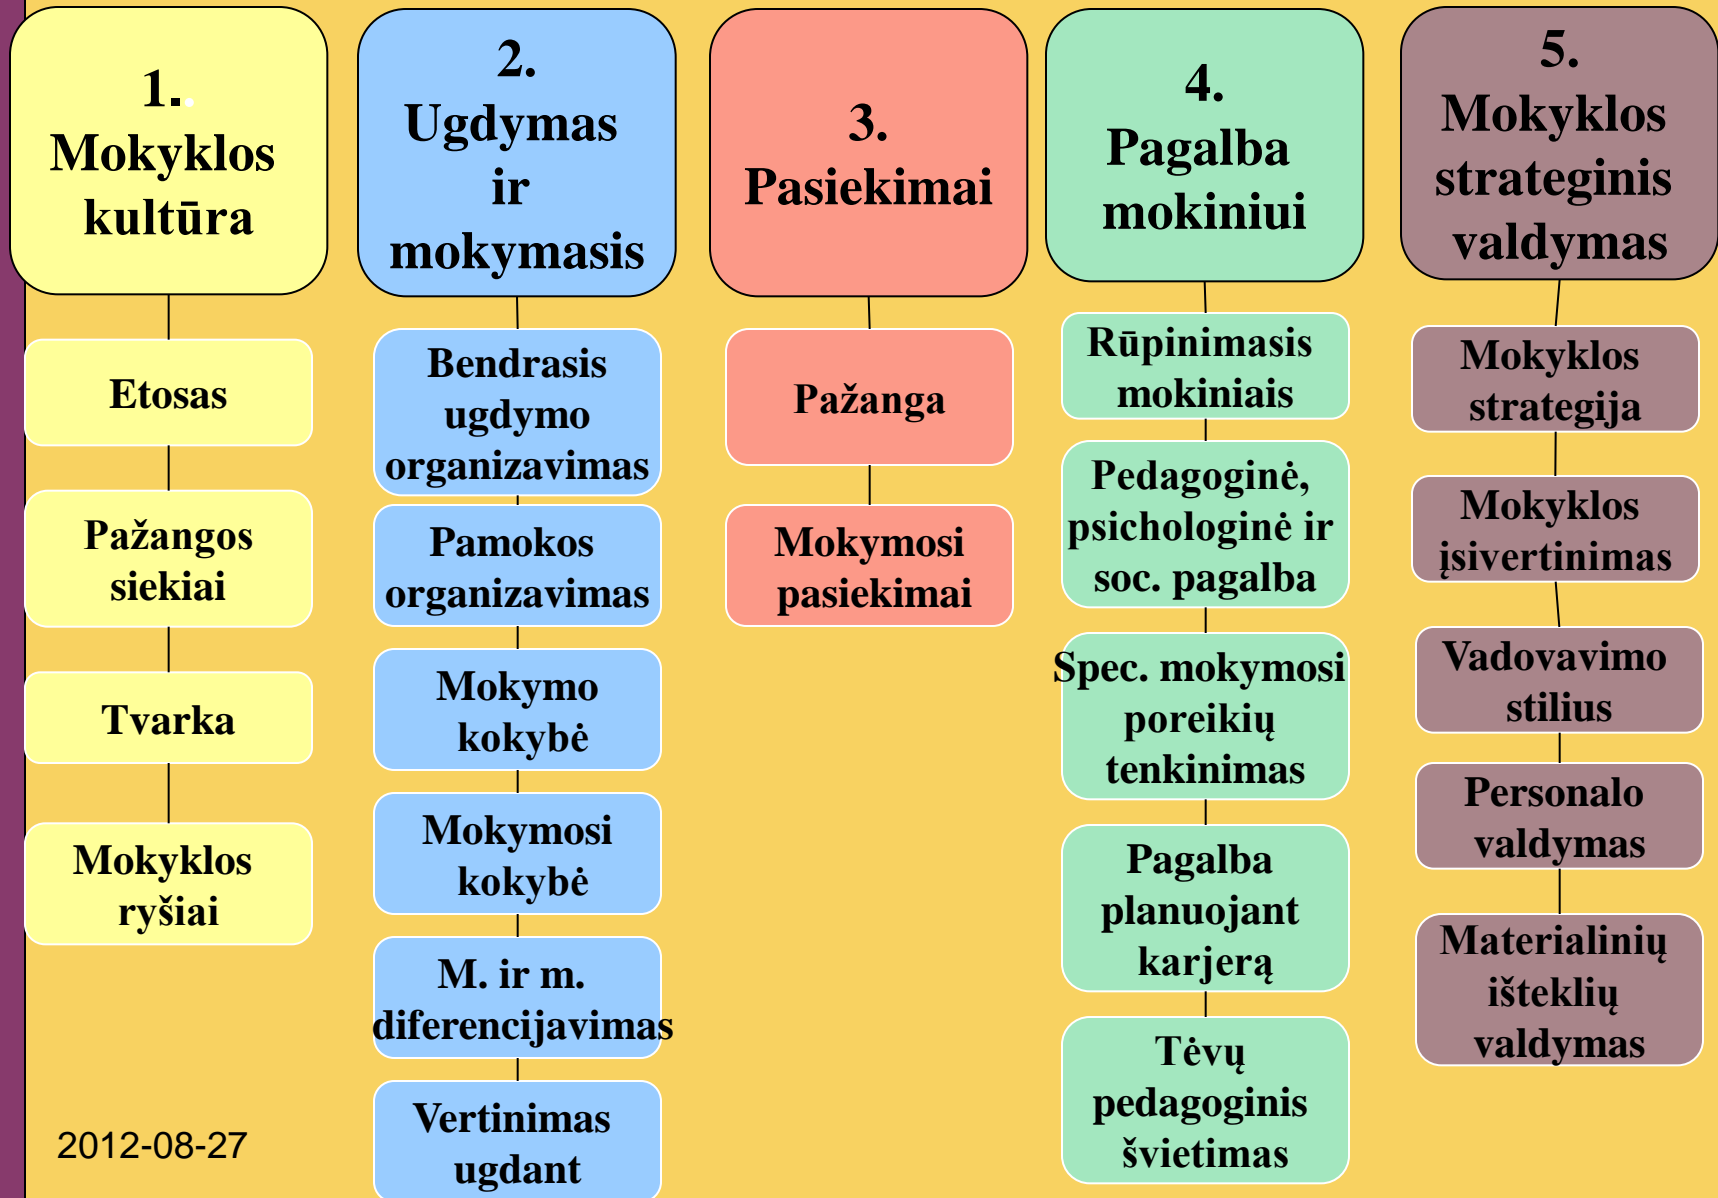 1..
Mokyklos
kultūra
Etosas
Pažangos
siekiai
Tvarka
Mokyklos
ryšiai
2.
Ugdymas
ir
mokymasis
Bendrasis
ugdymo
organizavimas
Pamokos
organizavimas
Mokymo
kokybė
Mokymosi
kokybė
M. ir m.
diferencijavimas
Vertinimas
ugdant
3.
Pasiekimai
Pažanga
Mokymosi
pasiekimai
4.
Pagalba
mokiniui
Rūpinimasis
mokiniais
Pedagoginė,
psichologinė ir
soc. pagalba
Spec. mokymosi
poreikių
tenkinimas
Pagalba
planuojant
karjerą
Tėvų
pedagoginis
švietimas
5.
Mokyklos
strateginis
valdymas
Mokyklos
strategija
Mokyklos
įsivertinimas
Vadovavimo
stilius
Personalo
valdymas
Materialinių
išteklių
valdymas
2012-08-27